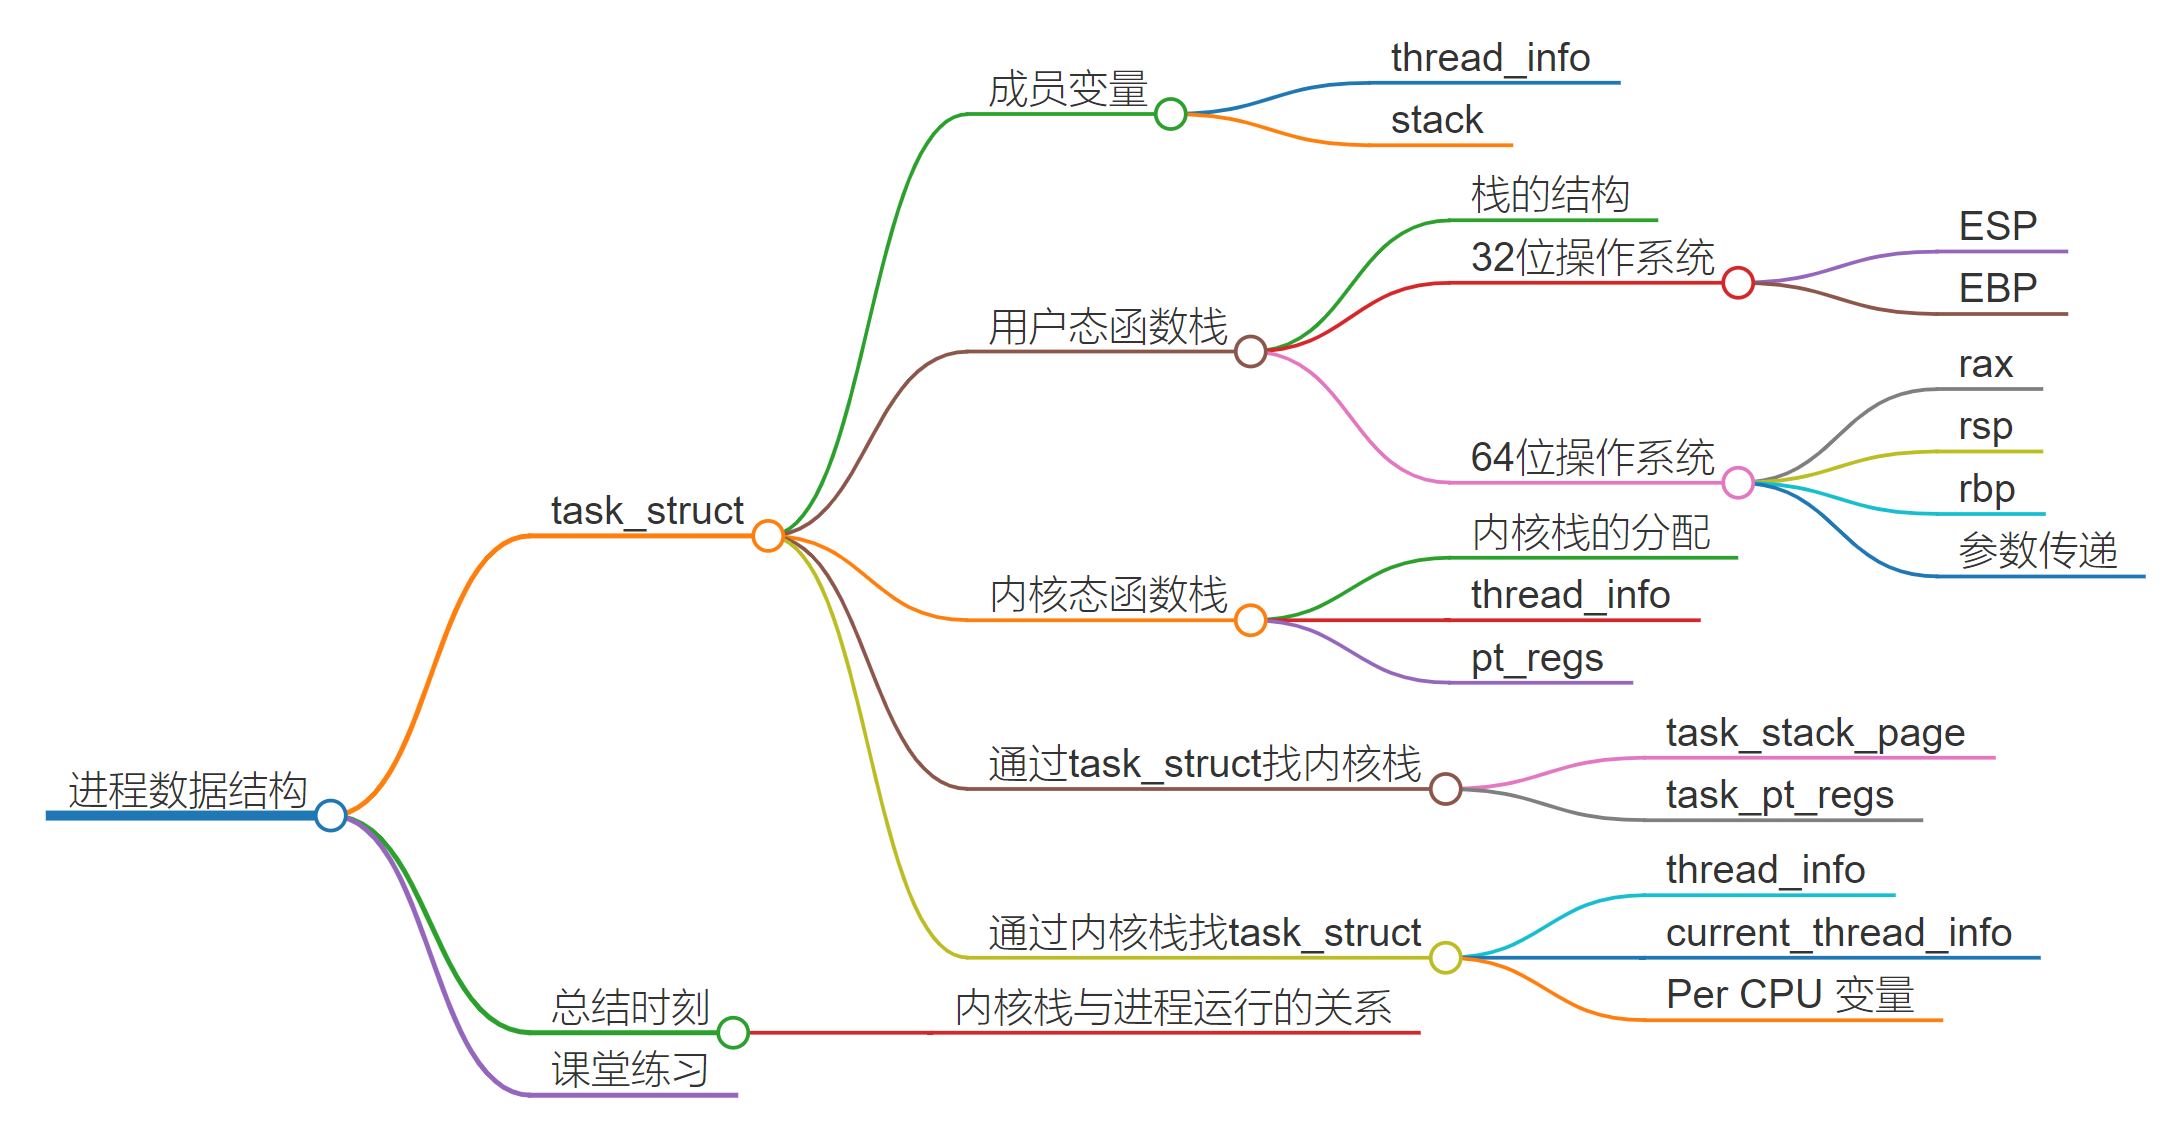 进程数据结构
task_struct
成员变量
thread_info
stack
用户态函数栈
栈的结构
32位操作系统
ESP
EBP
64位操作系统
rax
rsp
rbp
参数传递
内核态函数栈
内核栈的分配
thread_info
pt_regs
通过task_struct找内核栈
task_stack_page
task_pt_regs
通过内核栈找task_struct
thread_info
current_thread_info
Per CPU 变量
总结时刻
内核栈与进程运行的关系
课堂练习